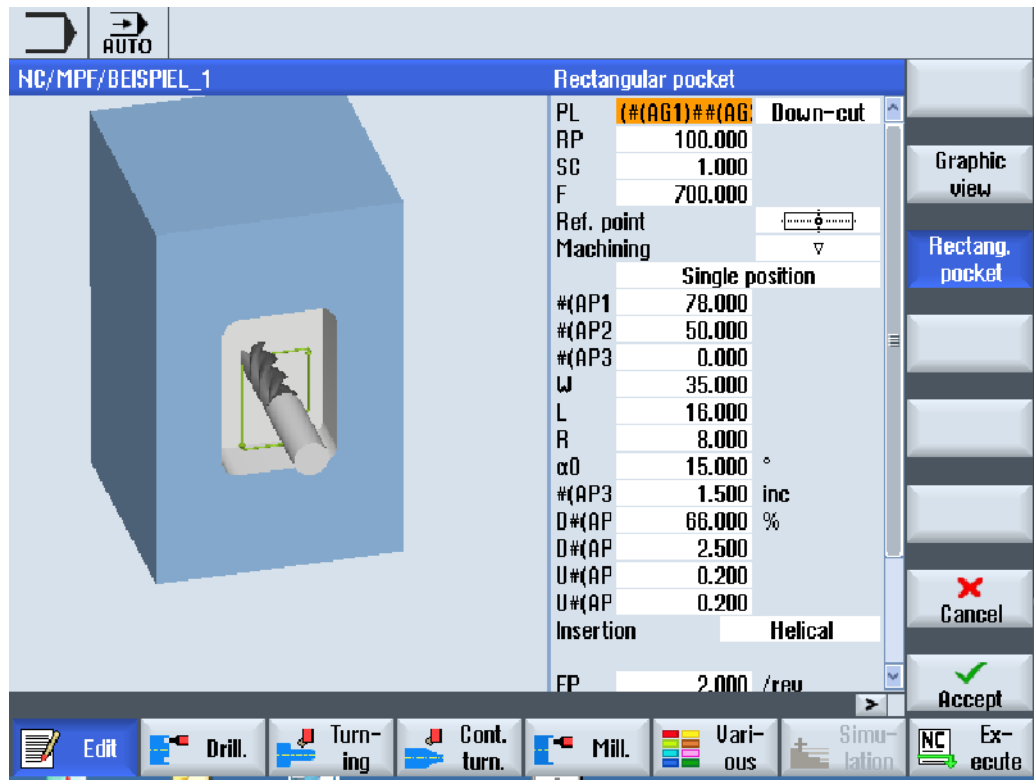 AUTO
NC/MPF/BEISPIEL_1
Rectangular pocket
PL (#(AG1)##(AG: Down-cut
RP 100.000
SC 1.000
F 700.000
Ref. point
Machining ▽
Single position
#(AP1 78.000
#(AP2 50.000
#(AP3 0.000
W 35.000
L 16.000
R 8.000
α0 15.000 °
#(AP3 1.500 inc
D#(AP 66.000 %
D#(AP 2.500
U#(AP 0.200
U#(AP 0.200
Insertion Helical
EP 2.000 /rev
>
Graphic
view
Rectang.
pocket
Cancel
Accept
Edit
Drill.
Turn-
ing
Cont.
turn.
Mill.
Vari-
ous
Simu-
lation
NC Ex-
ecute